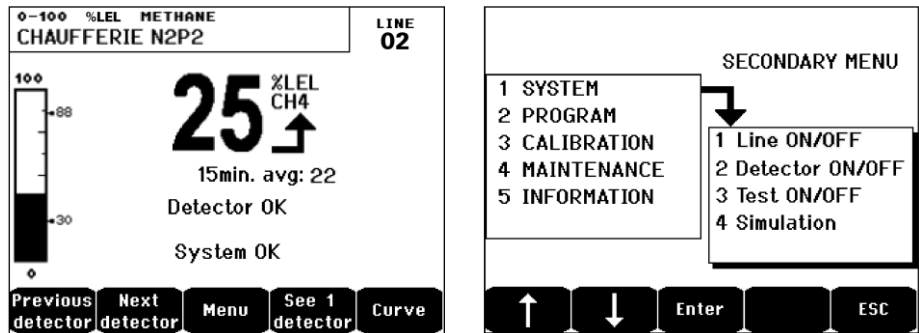 0-100 %LEL METHANE
CHAUFFERIE N2P2
LINE
02
100
88
30
0
25
%LEL
CH4
15min. avg: 22
Detector OK
System OK
Previous detector
Next detector
Menu
See 1 detector
Curve
SECONDARY MENU
1 SYSTEM
2 PROGRAM
3 CALIBRATION
4 MAINTENANCE
5 INFORMATION
1 Line ON/OFF
2 Detector ON/OFF
3 Test ON/OFF
4 Simulation
Enter
ESC